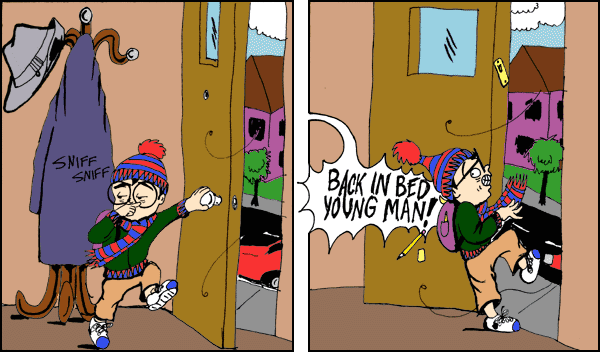 SNIFF
SNIFF
BACK IN BED
YOUNG MAN!